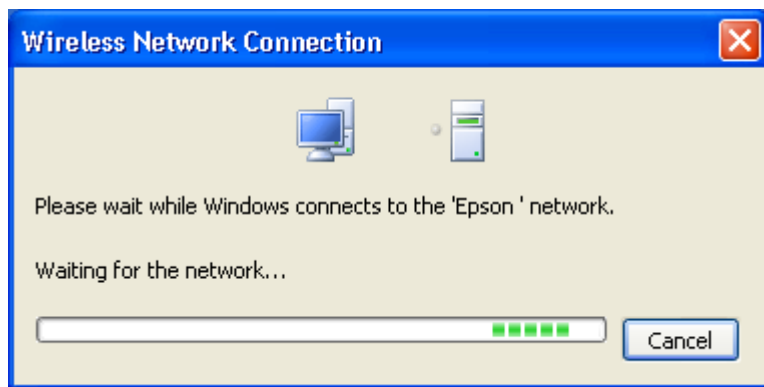 Wireless Network Connection
Please wait while Windows connects to the 'Epson ' network.
Waiting for the network...
Cancel